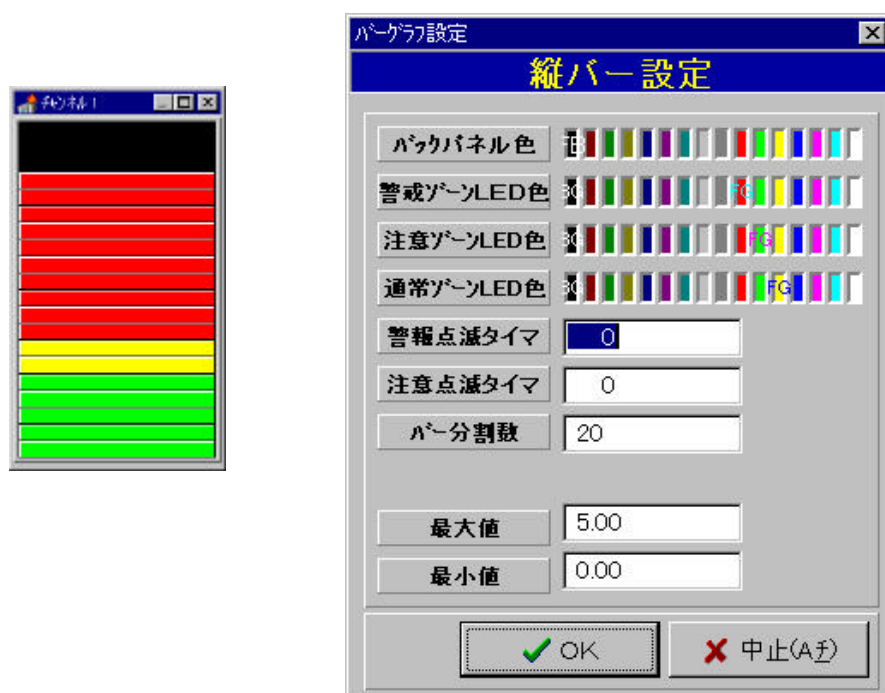 ﾊﾞｰｸﾞﾗﾌ設定
縦バー設定
ﾁｬﾝﾈﾙ 1
ﾊﾞｯｸﾊﾟネル色
警戒ｿﾞｰﾝLED色 BG FG
注意ｿﾞｰﾝLED色 BG FG
通常ｿﾞｰﾝLED色 BG FG
警報点滅タイマ 0
注意点滅タイマ 0
ﾊﾞｰ分割数 20
最大値 5.00
最小値 0.00
OK 中止(Aﾁ)